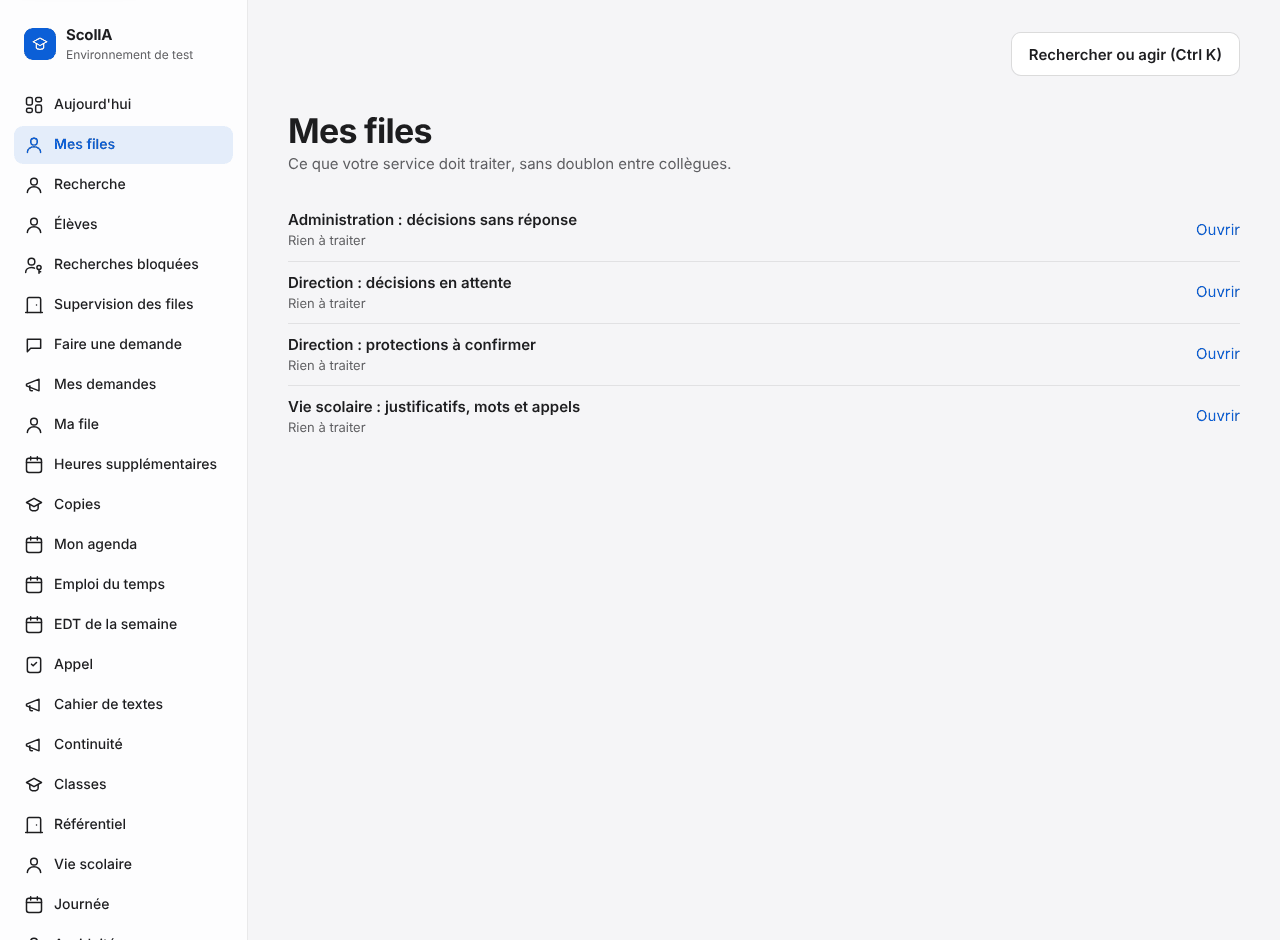 ScolIA
Environnement de test
Aujourd'hui
Mes files
Recherche
Élèves
Recherches bloquées
Supervision des files
Faire une demande
Mes demandes
Ma file
Heures supplémentaires
Copies
Mon agenda
Emploi du temps
EDT de la semaine
Appel
Cahier de textes
Continuité
Classes
Référentiel
Vie scolaire
Journée
Rechercher ou agir (Ctrl K)
Mes files
Ce que votre service doit traiter, sans doublon entre collègues.
Administration : décisions sans réponse
Rien à traiter
Ouvrir
Direction : décisions en attente
Rien à traiter
Ouvrir
Direction : protections à confirmer
Rien à traiter
Ouvrir
Vie scolaire : justificatifs, mots et appels
Rien à traiter
Ouvrir